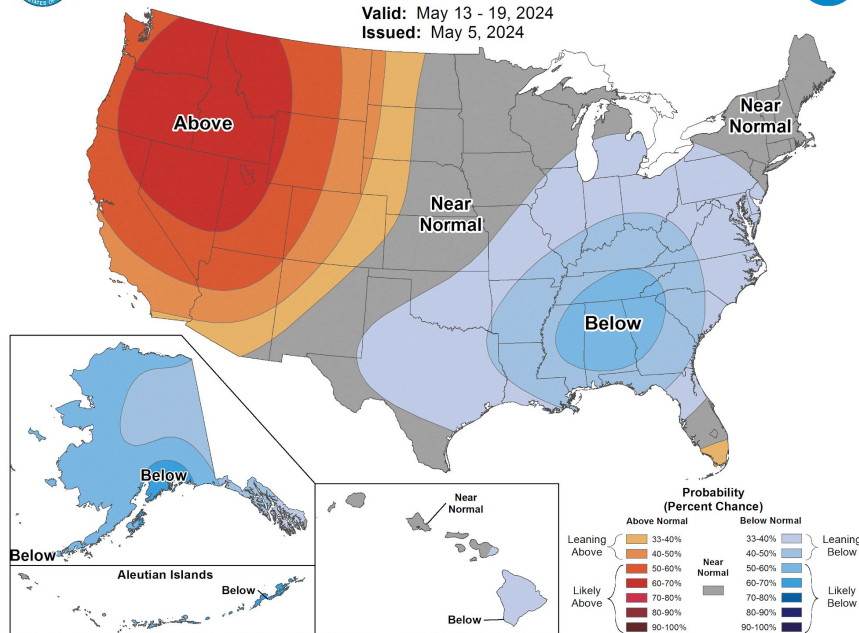 STATES OF
Valid: May 13 - 19, 2024
Issued: May 5, 2024
Above
Near
Normal
Near
Normal
Below
Below
Below
Aleutian Islands
Below
Near
Normal
Below
Probability
(Percent Chance)
Above Normal
Below Normal
Leaning
Above
33-40%
40-50%
Likely
Above
50-60%
60-70%
70-80%
80-90%
90-100%
Near
Normal
33-40%
40-50%
Leaning
Below
50-60%
60-70%
70-80%
80-90%
90-100%
Likely
Below